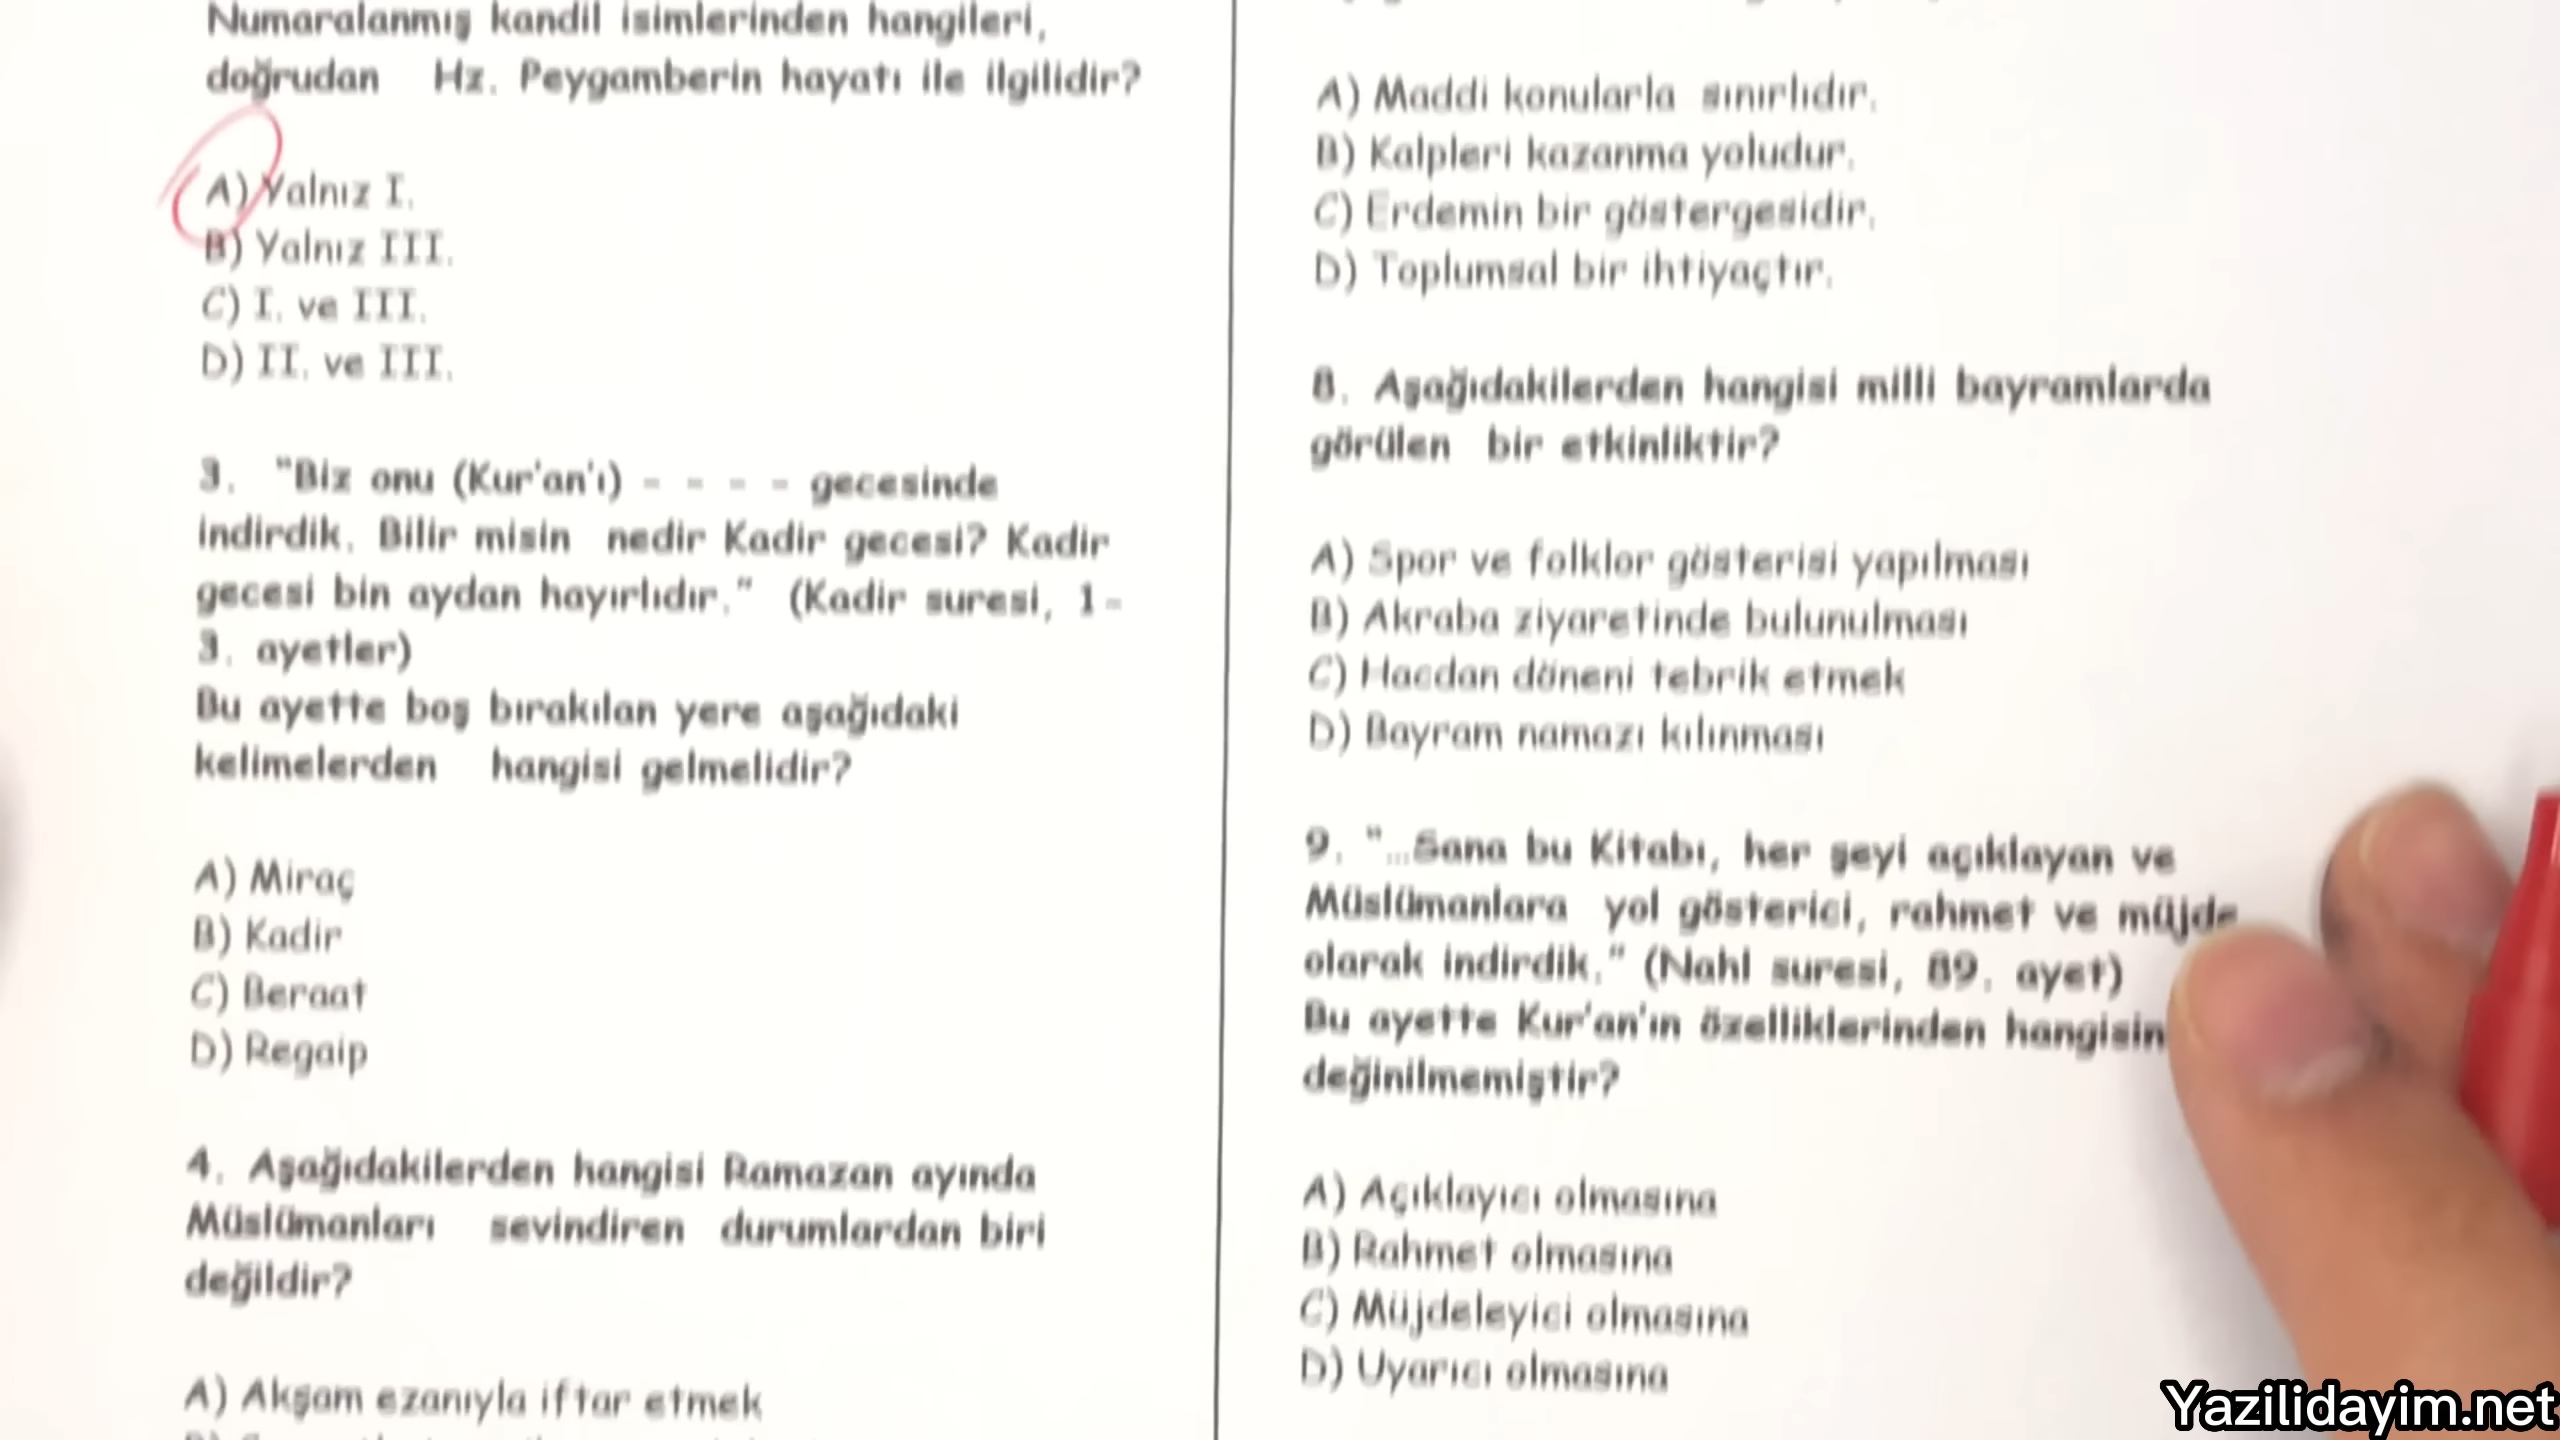 Numaralanmış kandil isimlerinden hangileri,
doğrudan Hz. Peygamberin hayatı ile ilgilidir?
A) Yalnız I.
B) Yalnız III.
C) I. ve III.
D) II. ve III.
3. "Biz onu (Kur'an'ı) - - - - gecesinde
indirdik. Bilir misin nedir Kadir gecesi? Kadir
gecesi bin aydan hayırlıdır." (Kadir suresi, 1-
3. ayetler)
Bu ayette boş bırakılan yere aşağıdaki
kelimelerden hangisi gelmelidir?
A) Miraç
B) Kadir
C) Beraat
D) Regaip
4. Aşağıdakilerden hangisi Ramazan ayında
Müslümanları sevindiren durumlardan biri
değildir?
A) Akşam ezanıyla iftar etmek
A) Maddi konularla sınırlıdır.
B) Kalpleri kazanma yoludur.
C) Erdemin bir göstergesidir.
D) Toplumsal bir ihtiyaçtır.
8. Aşağıdakilerden hangisi milli bayramlarda
görülen bir etkinliktir?
A) Spor ve folklor gösterisi yapılması
B) Akraba ziyaretinde bulunulması
C) Hacdan döneni tebrik etmek
D) Bayram namazı kılınması
9. "…Sana bu Kitabı, her şeyi açıklayan ve
Müslümanlara yol gösterici, rahmet ve müjde
olarak indirdik." (Nahl suresi, 89. ayet)
Bu ayette Kur'an'ın özelliklerinden hangisin
değinilmemiştir?
A) Açıklayıcı olmasına
B) Rahmet olmasına
C) Müjdeleyici olmasına
D) Uyarıcı olmasına
Yazilidayim.net